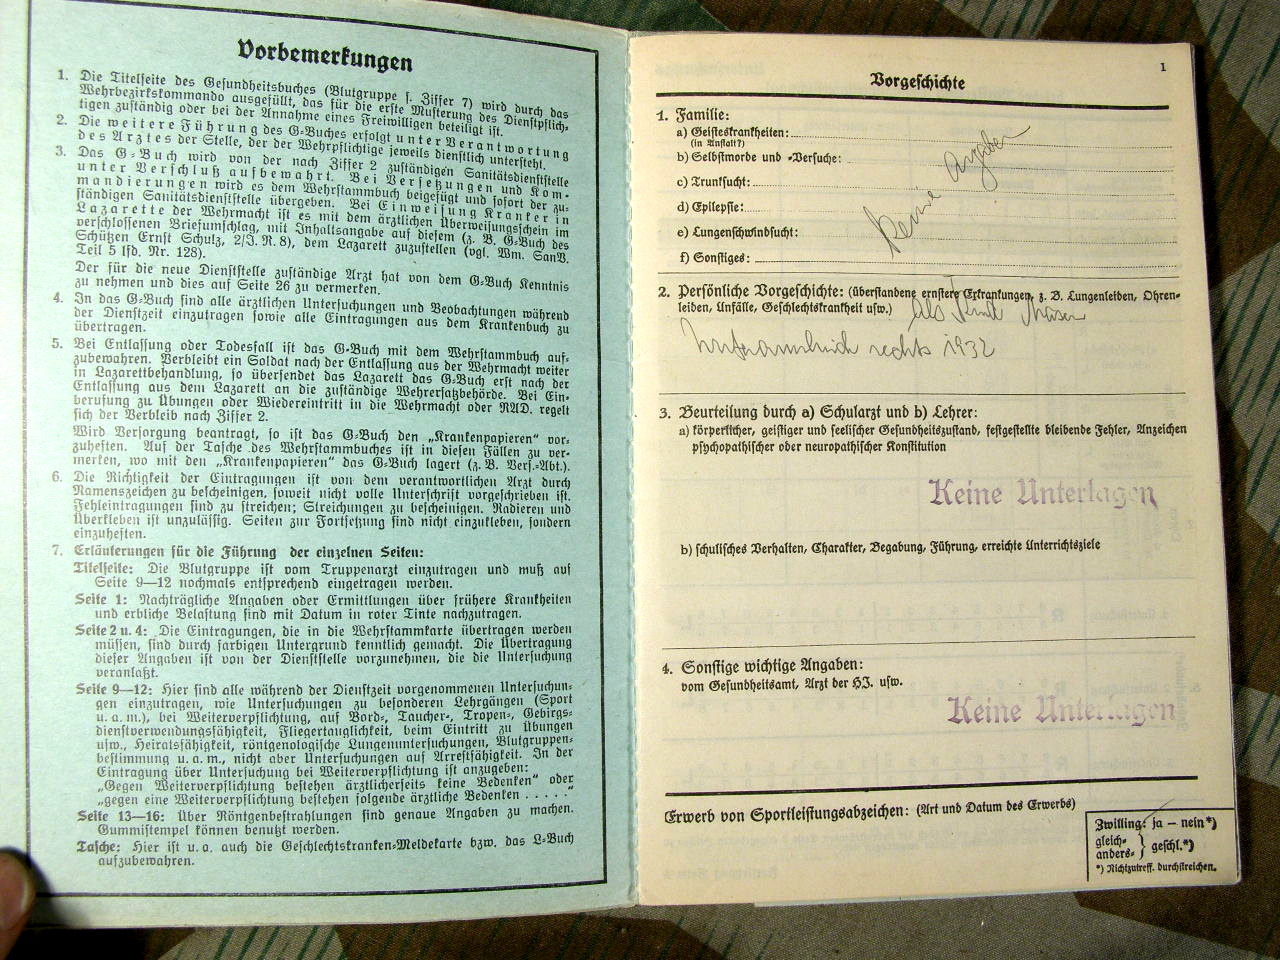 Vorbemerkungen
1. Die Titelseite des Gesundheitsbuches (Blutgruppe s. Ziffer 7) wird durch das
Wehrbezirkskommando ausgefüllt, das für die erste Musterung des Dienstpflich-
tigen zuständig oder bei der Annahme eines Freiwilligen beteiligt ist.
2. Die weitere Führung des G-Buches erfolgt unter Verantwortung
des Arztes der Stelle, der der Wehrpflichtige jeweils dienstlich untersteht.
3. Das G-Buch wird von der nach Ziffer 2 zuständigen Sanitätsdienststelle
unter Verschluß aufbewahrt. Bei Versetzungen und Kom-
mandierungen wird es dem Wehrstammbuch beigefügt und sofort der zu-
ständigen Sanitätsdienststelle übergeben. Bei Einweisung Kranker in
Lazarette der Wehrmacht ist es mit dem ärztlichen Überweisungsschein im
verschlossenen Briefumschlag, mit Inhaltsangabe auf diesem (z. B. G-Buch des
Schützen Ernst Schulz, 2/J. R. 8), dem Lazarett zuzustellen (vgl. Wm. SanV.
Teil 5 lfd. Nr. 128).
Der für die neue Dienststelle zuständige Arzt hat von dem G-Buch Kenntnis
zu nehmen und dies auf Seite 26 zu vermerken.
4. In das G-Buch sind alle ärztlichen Untersuchungen und Beobachtungen während
der Dienstzeit einzutragen sowie alle Eintragungen aus dem Krankenbuch zu
übertragen.
5. Bei Entlassung oder Todesfall ist das G-Buch mit dem Wehrstammbuch auf-
zubewahren. Verbleibt ein Soldat nach der Entlassung aus der Wehrmacht weiter
in Lazarettbehandlung, so übersendet das Lazarett das G-Buch erst nach der
Entlassung aus dem Lazarett an die zuständige Wehrersatzbehörde. Bei Ein-
berufung zu Übungen oder Wiedereintritt in die Wehrmacht oder RAD. regelt
sich der Verbleib nach Ziffer 2.
Wird Versorgung beantragt, so ist das G-Buch den „Krankenpapieren“ vor-
zuheften. Auf der Tasche des Wehrstammbuches ist in diesen Fällen zu ver-
merken, wo mit den „Krankenpapieren“ das G-Buch lagert (z. B. Vers.-Abt.).
6. Die Richtigkeit der Eintragungen ist von dem verantwortlichen Arzt durch
Namenszeichen zu bescheinigen, soweit nicht volle Unterschrift vorgeschrieben ist.
Fehleintragungen sind zu streichen; Streichungen zu bescheinigen. Radieren und
Überkleben ist unzulässig. Seiten zur Fortsetzung sind nicht einzukleben, sondern
einzuheften.
7. Erläuterungen für die Führung der einzelnen Seiten:
Titelseite: Die Blutgruppe ist vom Truppenarzt einzutragen und muß auf
Seite 9—12 nochmals entsprechend eingetragen werden.
Seite 1: Nachträgliche Angaben oder Ermittlungen über frühere Krankheiten
und erbliche Belastung sind mit Datum in roter Tinte nachzutragen.
Seite 2 u. 4: Die Eintragungen, die in die Wehrstammkarte übertragen werden
müssen, sind durch farbigen Untergrund kenntlich gemacht. Die Übertragung
dieser Angaben ist von der Dienststelle vorzunehmen, die die Untersuchung
veranlaßt.
Seite 9—12: Hier sind alle während der Dienstzeit vorgenommenen Untersuchun-
gen einzutragen, wie Untersuchungen zu besonderen Lehrgängen (Sport
u. a. m.), bei Weiterverpflichtung, auf Bord-, Taucher-, Tropen-, Gebirgs-
dienstverwendungsfähigkeit, Fliegertauglichkeit, beim Eintritt zu Übungen
usw., Heiratsfähigkeit, röntgenologische Lungenuntersuchungen, Blutgruppen-
bestimmung u. a. m., nicht aber Untersuchungen auf Arrestfähigkeit. In der
Eintragung über Untersuchung bei Weiterverpflichtung ist anzugeben:
„Gegen Weiterverpflichtung bestehen ärztlicherseits keine Bedenken“ oder
„gegen eine Weiterverpflichtung bestehen folgende ärztliche Bedenken . . . . .“
Seite 13—16: Über Röntgenbestrahlungen sind genaue Angaben zu machen.
Gummistempel können benutzt werden.
Tasche: Hier ist u. a. auch die Geschlechtskranken-Meldekarte bzw. das L-Buch
aufzubewahren.
1
Vorgeschichte
1. Familie:
a) Geisteskrankheiten:
(in Anstalt?)
b) Selbstmorde und -Versuche:
c) Trunksucht:
d) Epilepsie:
e) Lungenschwindsucht:
f) Sonstiges:
Keine Angaben
2. Persönliche Vorgeschichte: (überstandene ernstere Erkrankungen, z. B. Lungenleiden, Ohren-
leiden, Unfälle, Geschlechtskrankheit usw.) Als Kind Masern
Unterarmbruch rechts 1932
3. Beurteilung durch a) Schularzt und b) Lehrer:
a) körperlicher, geistiger und seelischer Gesundheitszustand, festgestellte bleibende Fehler, Anzeichen
psychopathischer oder neuropathischer Konstitution
Keine Unterlagen
b) schulisches Verhalten, Charakter, Begabung, Führung, erreichte Unterrichtsziele
4. Sonstige wichtige Angaben:
vom Gesundheitsamt, Arzt der HJ. usw.
Keine Unterlagen
Erwerb von Sportleistungsabzeichen: (Art und Datum des Erwerbs)
Zwilling: ja — nein*)
gleich-
anders- } geschl.*)
*) Nichtzutreff. durchstreichen.